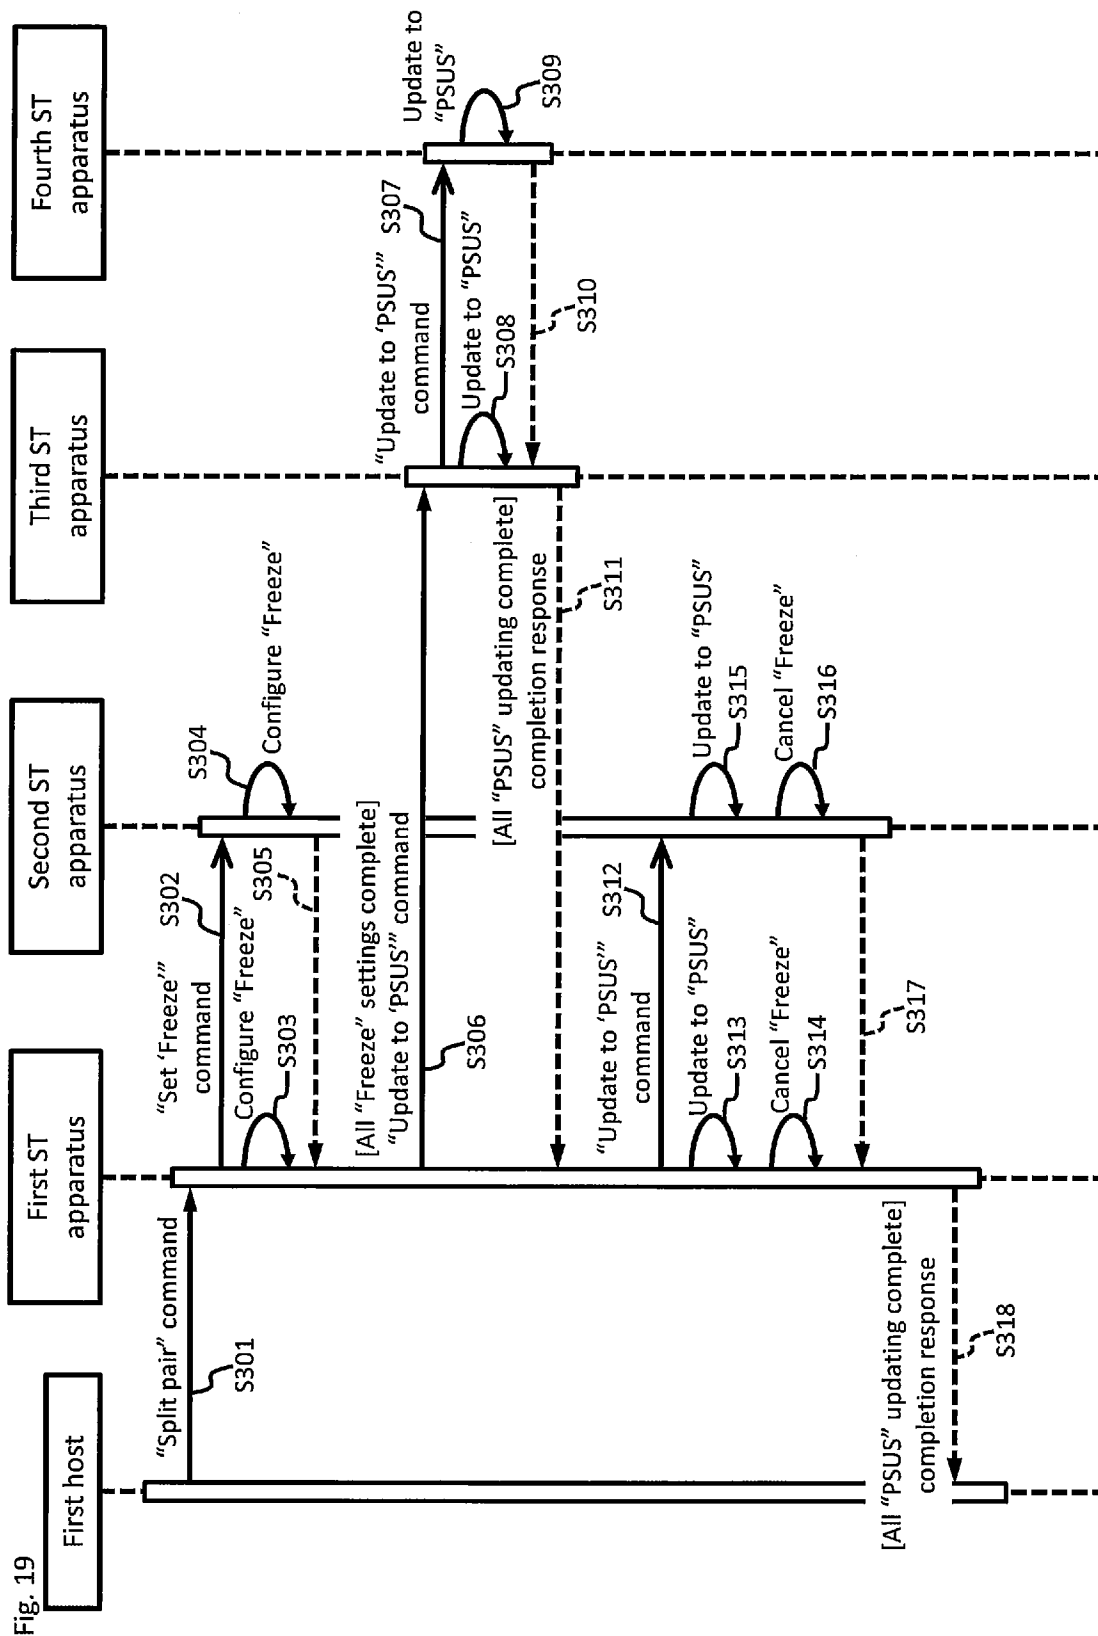 Fig. 19
First host
First ST
apparatus
Second ST
apparatus
Third ST
apparatus
Fourth ST
apparatus
“Split pair” command
S301
“Set ‘Freeze’”
command
S302
Configure “Freeze”
S303
S304
Configure “Freeze”
S305
[All “Freeze” settings complete]
“Update to ‘PSUS’” command
S306
“Update to ‘PSUS’”
command
S307
Update to “PSUS”
S308
Update to
“PSUS”
S309
S310
[All “PSUS” updating complete]
completion response
S311
“Update to ‘PSUS’”
command
S312
Update to “PSUS”
S313
Cancel “Freeze”
S314
Update to “PSUS”
S315
Cancel “Freeze”
S316
S317
[All “PSUS” updating complete]
completion response
S318